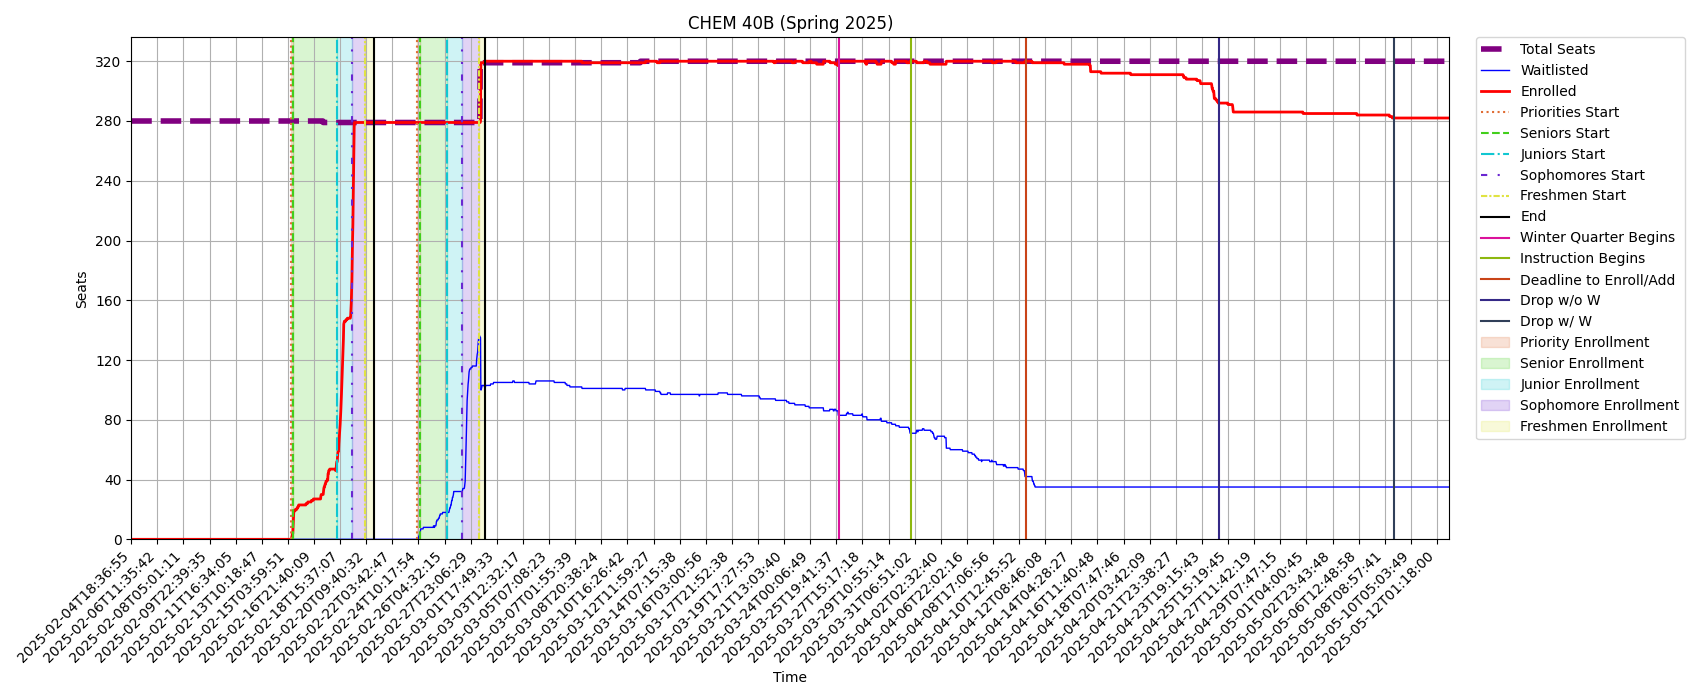 CHEM 40B (Spring 2025)
Seats
320
280
240
200
160
120
80
40
0
2025-02-04T18:36:55
2025-02-06T11:35:42
2025-02-08T05:01:11
2025-02-09T22:39:35
2025-02-11T16:34:05
2025-02-13T10:18:47
2025-02-15T03:59:51
2025-02-16T21:40:09
2025-02-18T15:37:07
2025-02-20T09:40:32
2025-02-22T03:42:47
2025-02-24T10:17:54
2025-02-26T04:32:15
2025-02-27T23:06:29
2025-03-01T17:49:33
2025-03-03T12:32:17
2025-03-05T07:08:23
2025-03-07T01:55:39
2025-03-08T20:38:24
2025-03-10T16:26:42
2025-03-12T11:59:27
2025-03-14T07:15:38
2025-03-16T03:00:56
2025-03-17T21:52:38
2025-03-19T17:27:53
2025-03-21T13:03:40
2025-03-24T00:06:49
2025-03-25T19:41:37
2025-03-27T15:17:18
2025-03-29T10:55:14
2025-03-31T06:51:02
2025-04-02T02:32:40
2025-04-06T22:02:16
2025-04-08T17:06:56
2025-04-10T12:45:52
2025-04-12T08:46:08
2025-04-14T04:28:27
2025-04-16T11:40:48
2025-04-18T07:47:46
2025-04-20T03:42:09
2025-04-21T23:38:27
2025-04-23T19:15:43
2025-04-25T15:19:45
2025-04-27T11:42:19
2025-04-29T07:47:15
2025-05-01T04:00:45
2025-05-02T23:43:48
2025-05-06T12:48:58
2025-05-08T08:57:41
2025-05-10T05:03:49
2025-05-12T01:18:00
Time
Total Seats
Waitlisted
Enrolled
Priorities Start
Seniors Start
Juniors Start
Sophomores Start
Freshmen Start
End
Winter Quarter Begins
Instruction Begins
Deadline to Enroll/Add
Drop w/o W
Drop w/ W
Priority Enrollment
Senior Enrollment
Junior Enrollment
Sophomore Enrollment
Freshmen Enrollment